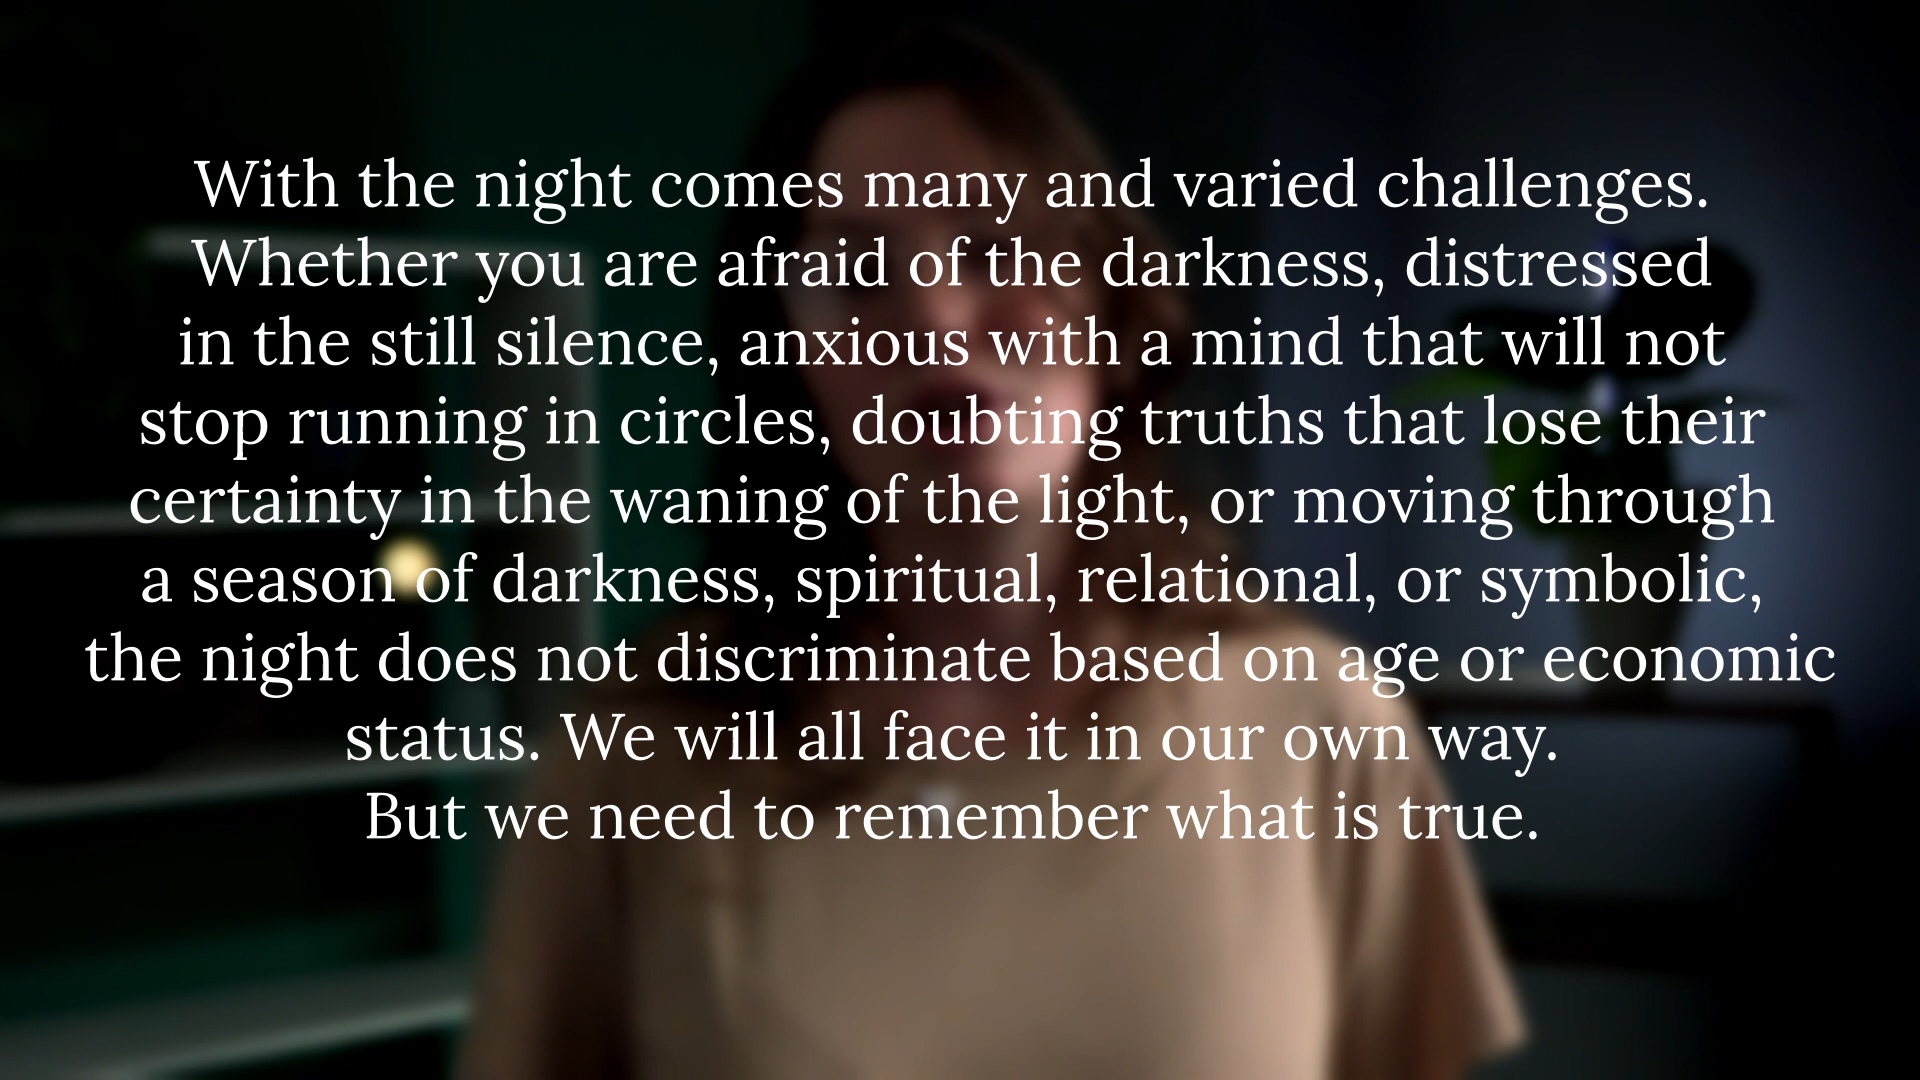 With the night comes many and varied challenges.
Whether you are afraid of the darkness, distressed
in the still silence, anxious with a mind that will not
stop running in circles, doubting truths that lose their
certainty in the waning of the light, or moving through
a season of darkness, spiritual, relational, or symbolic,
the night does not discriminate based on age or economic
status. We will all face it in our own way.
But we need to remember what is true.